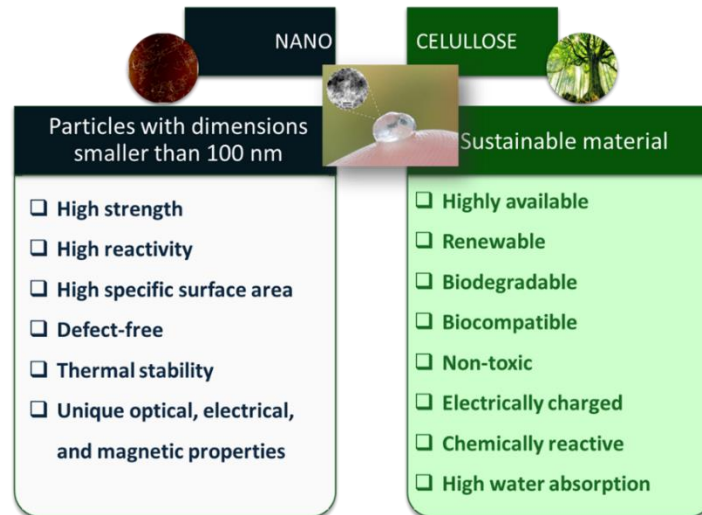 NANO
CELULLOSE
Particles with dimensions
smaller than 100 nm
High strength
High reactivity
High specific surface area
Defect-free
Thermal stability
Unique optical, electrical,
and magnetic properties
Sustainable material
Highly available
Renewable
Biodegradable
Biocompatible
Non-toxic
Electrically charged
Chemically reactive
High water absorption